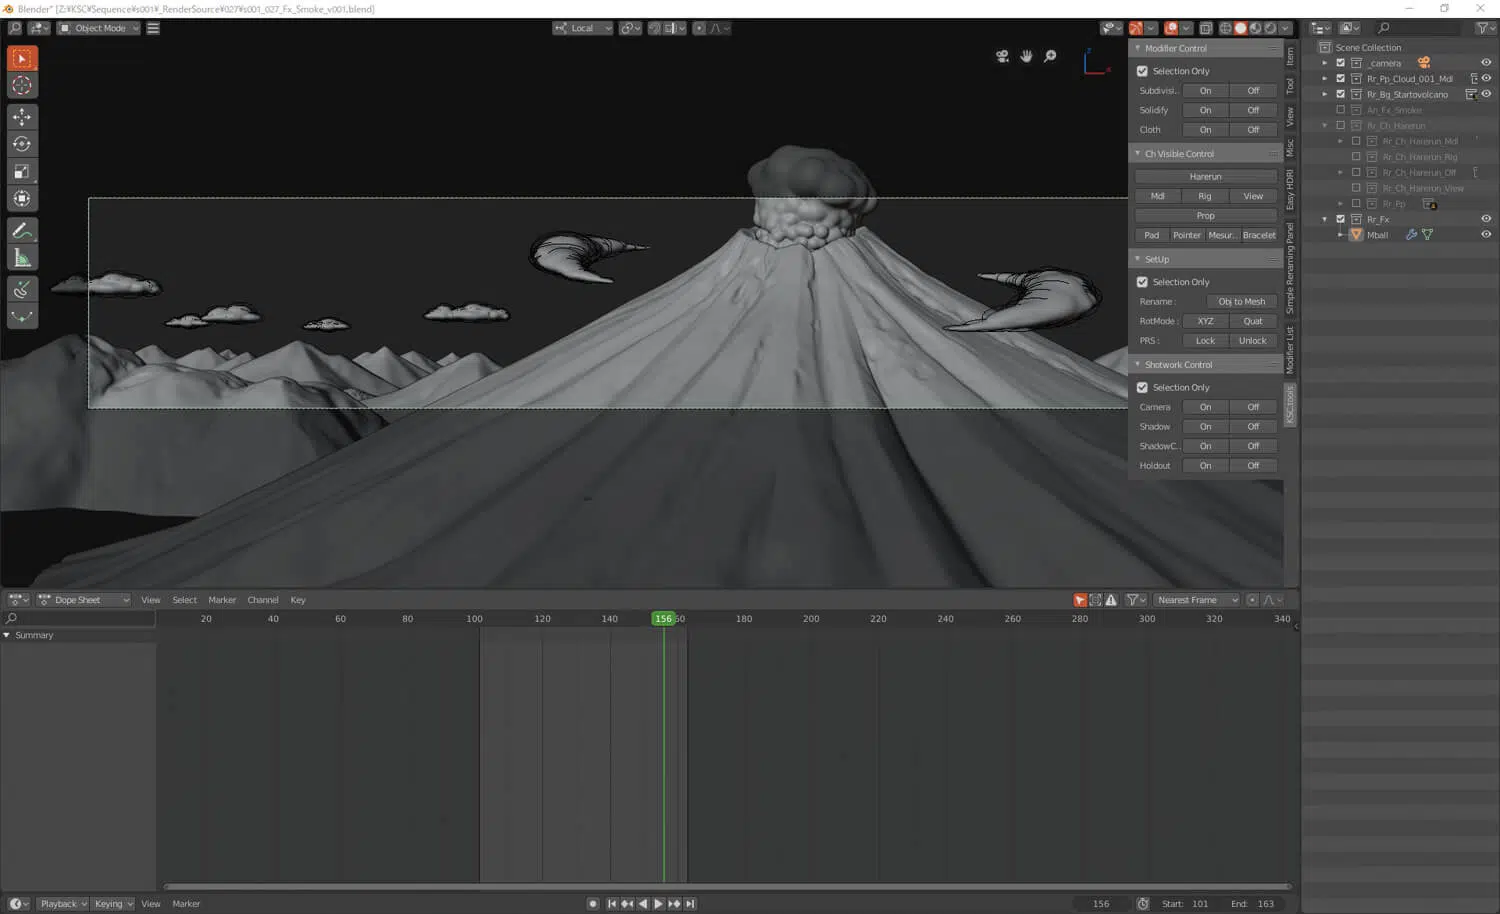 Blender* [Z:¥KSC¥Sequence¥s001¥_RenderSource¥027¥s001_027_Fx_Smoke_v001.blend]
Object Mode
Local
Modifier Control
Selection Only
Subdivisi.. On Off
Solidify On Off
Cloth On Off
Ch Visible Control
Harerun
Mdl Rig View
Prop
Pad Pointer Mesur.. Bracelet
SetUp
Selection Only
Rename : Obj to Mesh
RotMode : XYZ Quat
PRS : Lock Unlock
Shotwork Control
Selection Only
Camera On Off
Shadow On Off
ShadowC.. On Off
Holdout On Off
Item
Tool
View
Misc
Easy HDRI
Simple Renaming Panel
Modifier List
KSCtools
Scene Collection
_camera
Rr_Pp_Cloud_001_Mdl
Rr_Bg_Startovolcano
An_Fx_Smoke
Rr_Ch_Harerun
Rr_Ch_Harerun_Mdl
Rr_Ch_Harerun_Rig
Rr_Ch_Harerun_Off
Rr_Ch_Harerun_View
Rr_Pp
Rr_Fx
Mball
Dope Sheet View Select Marker Channel Key Nearest Frame
20 40 60 80 100 120 140 156 180 200 220 240 260 280 300 320 340
Summary
Playback Keying View Marker 156 Start: 101 End: 163